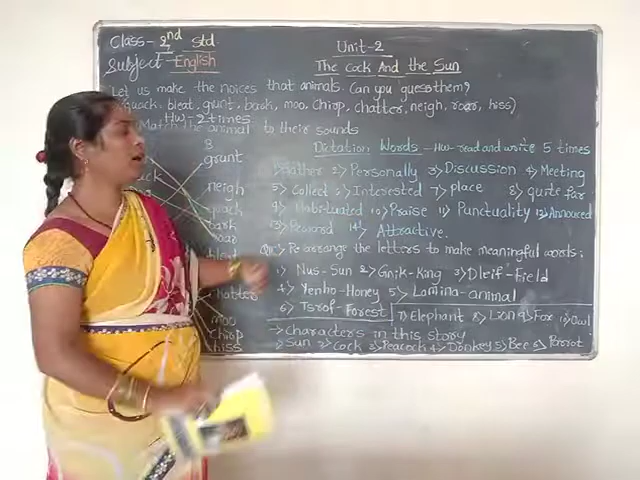 Class - 2nd Std
Unit-2
Subject - English
The Cock And the Sun
Let us make the noices that animals. Can you guess them?
quack, bleat, grunt, bark, moo, Chirp, chatter, neigh, roar, hiss)
HW - 2 times
Match the animal to their sounds
B
Dictation Words - HW read and write 5 times
grunt
1) Gather 2) Personally 3) Discussion 4) Meeting
neigh
5) Collect 6) Interested 7) place 8) quite far
quack
9) Habituated 10) Praise 11) Punctuality 12) Annouced
bark
13) Reword 14) Attractive.
roar
Re arrange the letters to make meaningful words:
bleat
1) Nus-Sun 2) Gnik-King 3) Dleif-Field
chatter
4) Yenho-Honey 5) Lamina-animal
6) Tsrof-Forest 7) Elephant 8) Lion 9) Fox 10) Owl
moo
Chirp
→ Characters in this story
hiss
1) Sun 2) Cock 3) Peacock 4) Donkey 5) Bee 6) Parrot